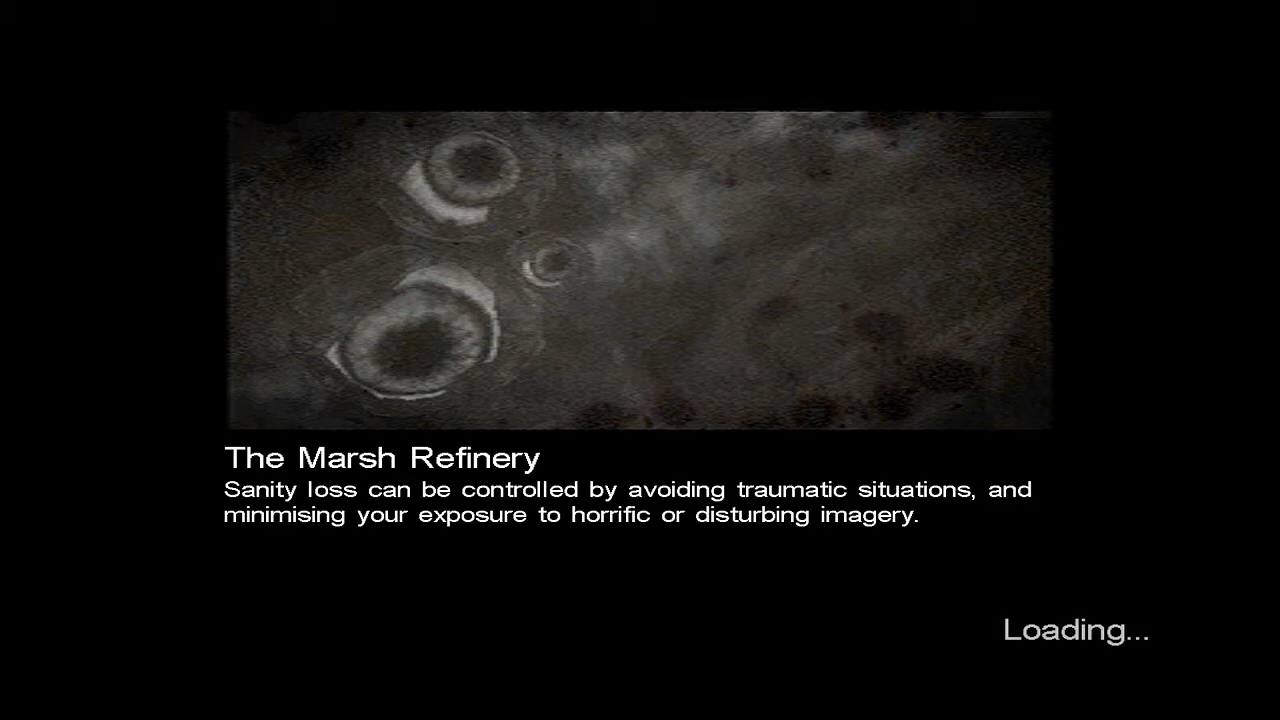 The Marsh Refinery
Sanity loss can be controlled by avoiding traumatic situations, and
minimising your exposure to horrific or disturbing imagery.
Loading...